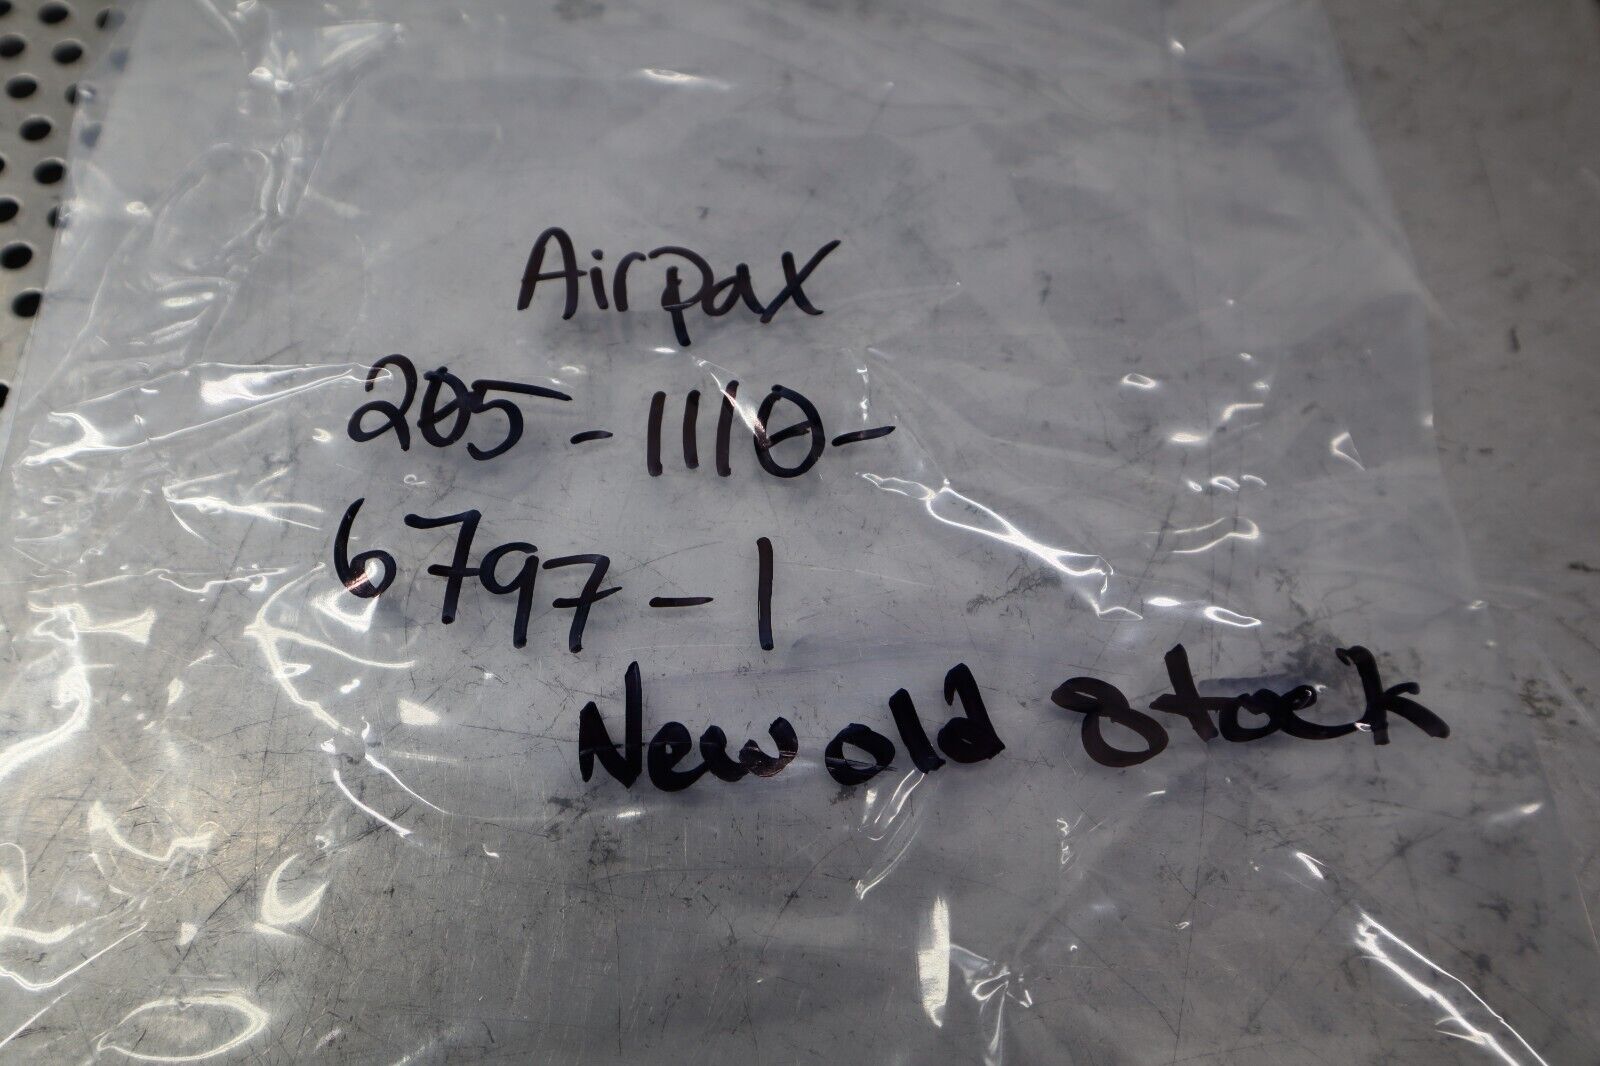 Airpax
205-1110-
6797-1
New old Stock